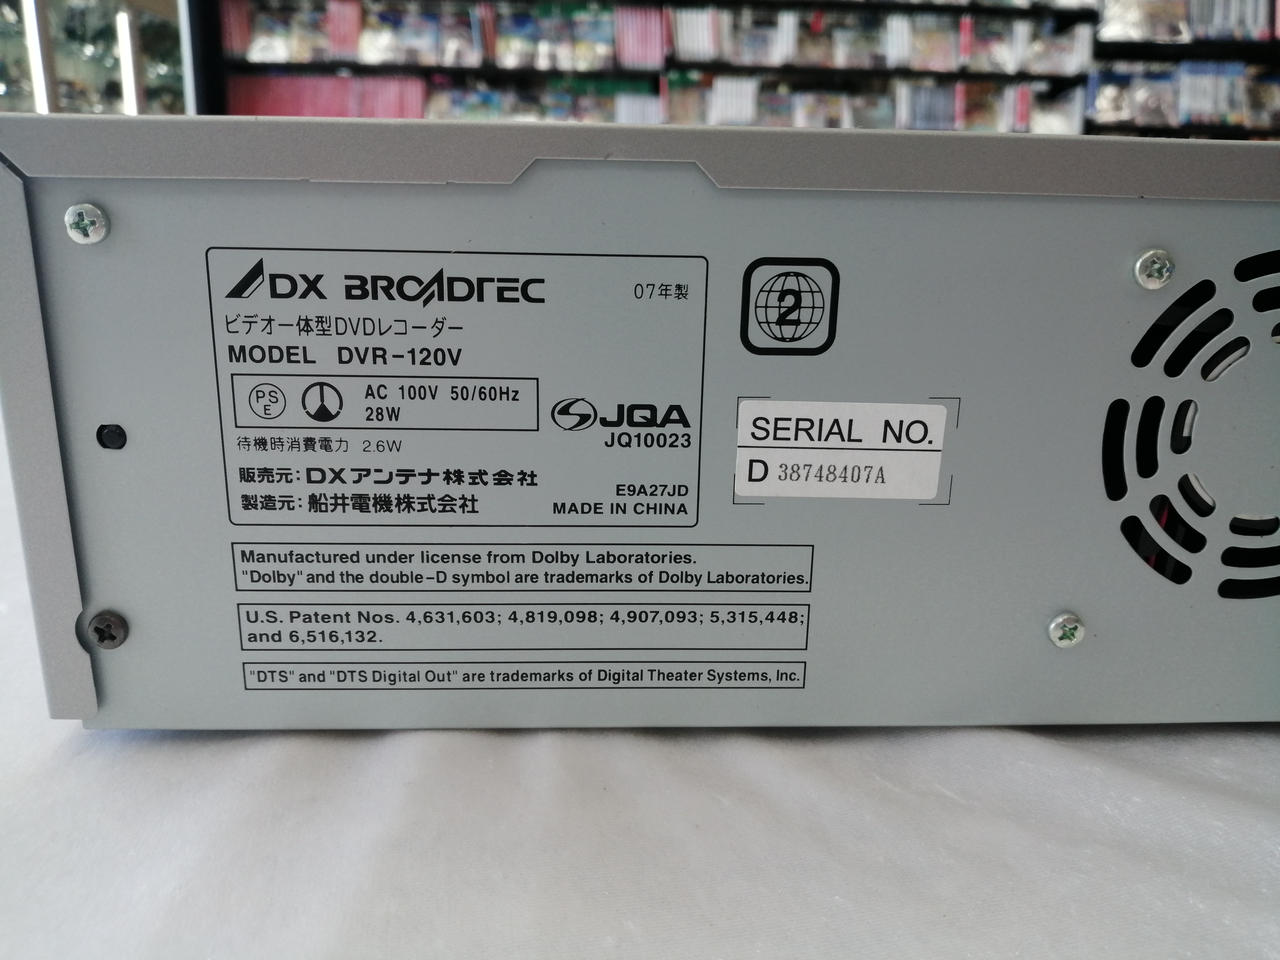 DX BROADTEC
07年製
ビデオ一体型DVDレコーダー
MODEL DVR-120V
PS
E
AC 100V 50/60Hz
28W
JQA
JQ10023
待機時消費電力 2.6W
販売元: DXアンテナ株式会社
製造元: 船井電機株式会社
E9A27JD
MADE IN CHINA
2
SERIAL NO.
D 38748407A
Manufactured under license from Dolby Laboratories.
"Dolby" and the double-D symbol are trademarks of Dolby Laboratories.
U.S. Patent Nos. 4,631,603; 4,819,098; 4,907,093; 5,315,448;
and 6,516,132.
"DTS" and "DTS Digital Out" are trademarks of Digital Theater Systems, Inc.